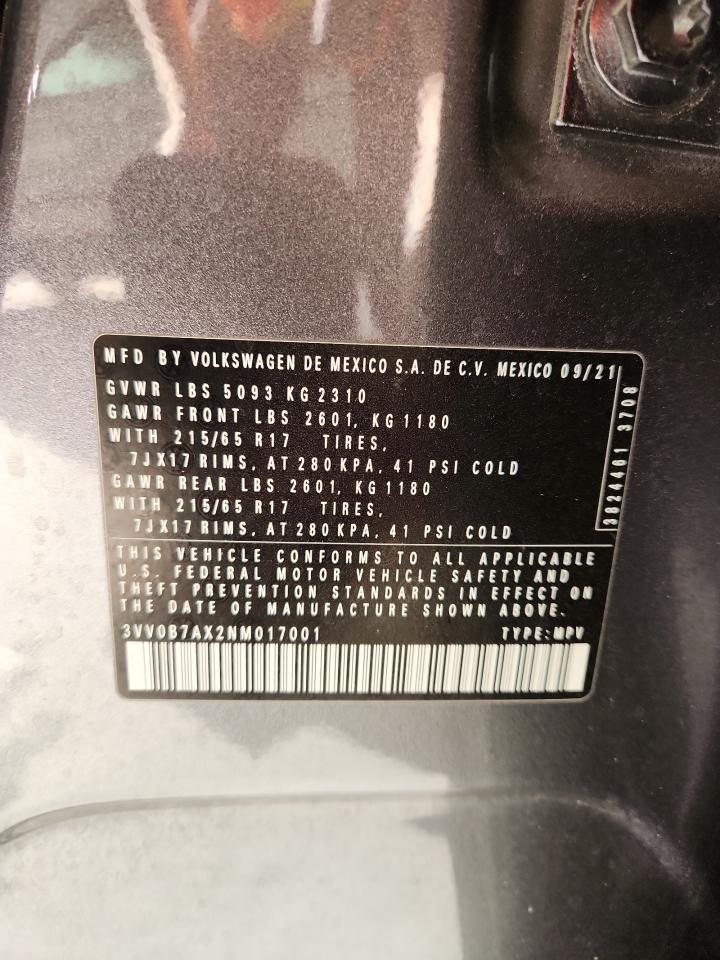 MFD BY VOLKSWAGEN DE MEXICO S.A. DE C.V. MEXICO 09/21
GVWR LBS 5093 KG 2310
GAWR FRONT LBS 2601, KG 1180
WITH 215/65 R17 TIRES,
7JX17 RIMS, AT 280 KPA, 41 PSI COLD
GAWR REAR LBS 2601, KG 1180
WITH 215/65 R17 TIRES,
7JX17 RIMS, AT 280 KPA, 41 PSI COLD
3824461 3708
THIS VEHICLE CONFORMS TO ALL APPLICABLE
U.S. FEDERAL MOTOR VEHICLE SAFETY AND
THEFT PREVENTION STANDARDS IN EFFECT ON
THE DATE OF MANUFACTURE SHOWN ABOVE.
3VV0B7AX2NM017001 TYPE: MPV